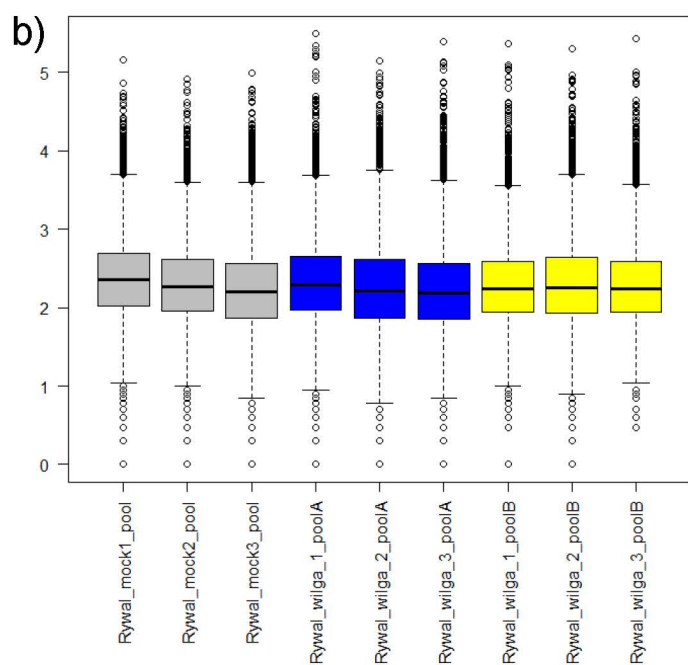 b)
5
4
3
2
1
0
Rywal_mock1_pool
Rywal_mock2_pool
Rywal_mock3_pool
Rywal_wilga_1_poolA
Rywal_wilga_2_poolA
Rywal_wilga_3_poolA
Rywal_wilga_1_poolB
Rywal_wilga_2_poolB
Rywal_wilga_3_poolB